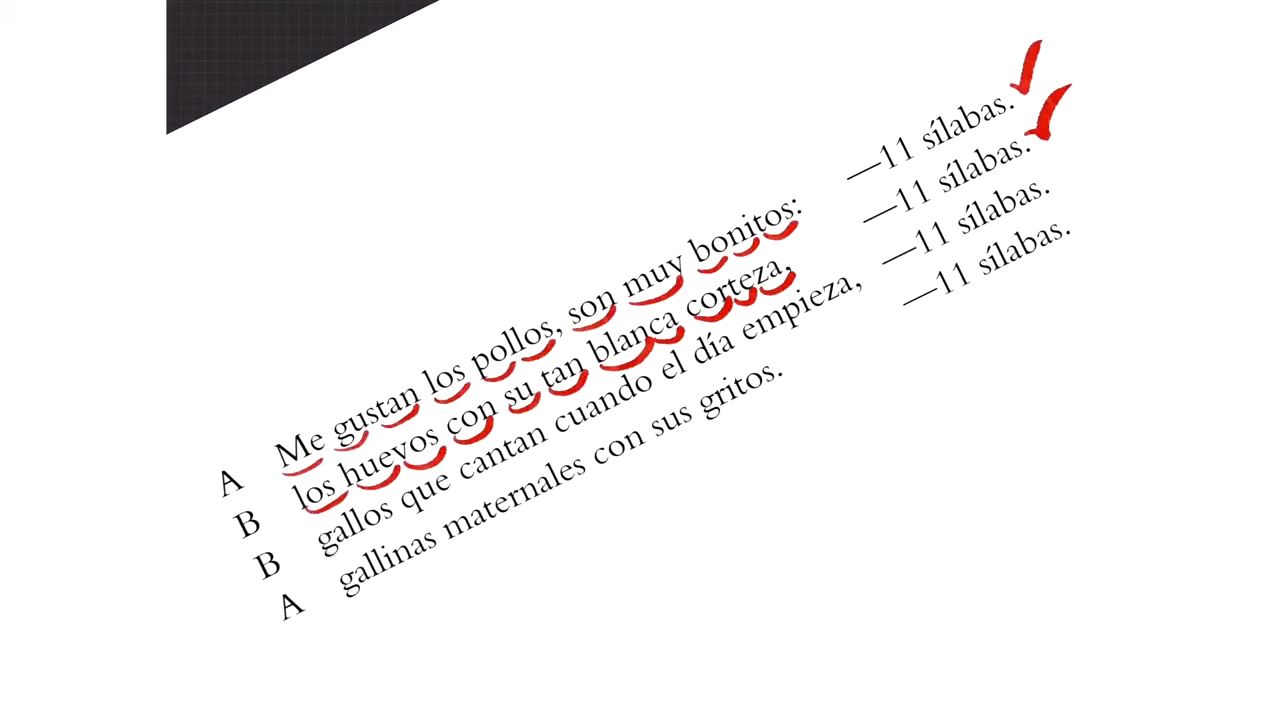 A Me gustan los pollos, son muy bonitos: —11 sílabas.
B los huevos con su tan blanca corteza, —11 sílabas.
B gallos que cantan cuando el día empieza, —11 sílabas.
A gallinas maternales con sus gritos. —11 sílabas.